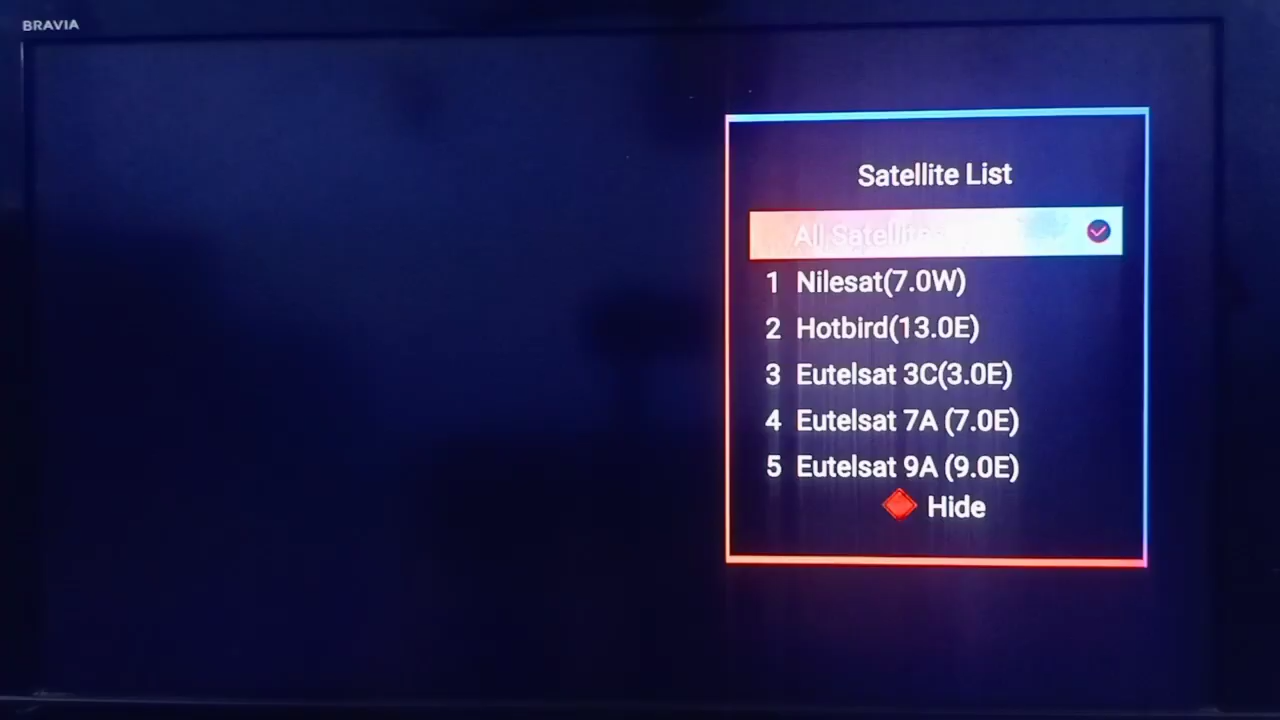 BRAVIA
Satellite List
All Satellites
1 Nilesat(7.0W)
2 Hotbird(13.0E)
3 Eutelsat 3C(3.0E)
4 Eutelsat 7A (7.0E)
5 Eutelsat 9A (9.0E)
Hide